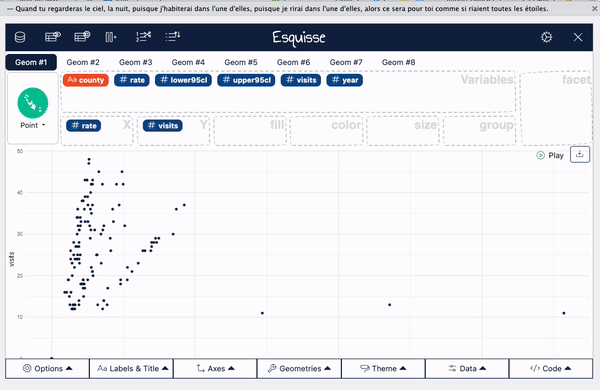 — Quand tu regarderas le ciel, la nuit, puisque j'habiterai dans l'une d'elles, puisque je rirai dans l'une d'elles, alors ce sera pour toi comme si riaient toutes les étoiles.
Esquisse
Geom #1 Geom #2 Geom #3 Geom #4 Geom #5 Geom #6 Geom #7 Geom #8
Aa county # rate # lower95cl # upper95cl # visits # year Variables facet
Point
# rate X # visits Y fill color size group
Play
50
40
30
20
10
0
visits
Options Aa Labels & Title Axes Geometries Theme Data </> Code